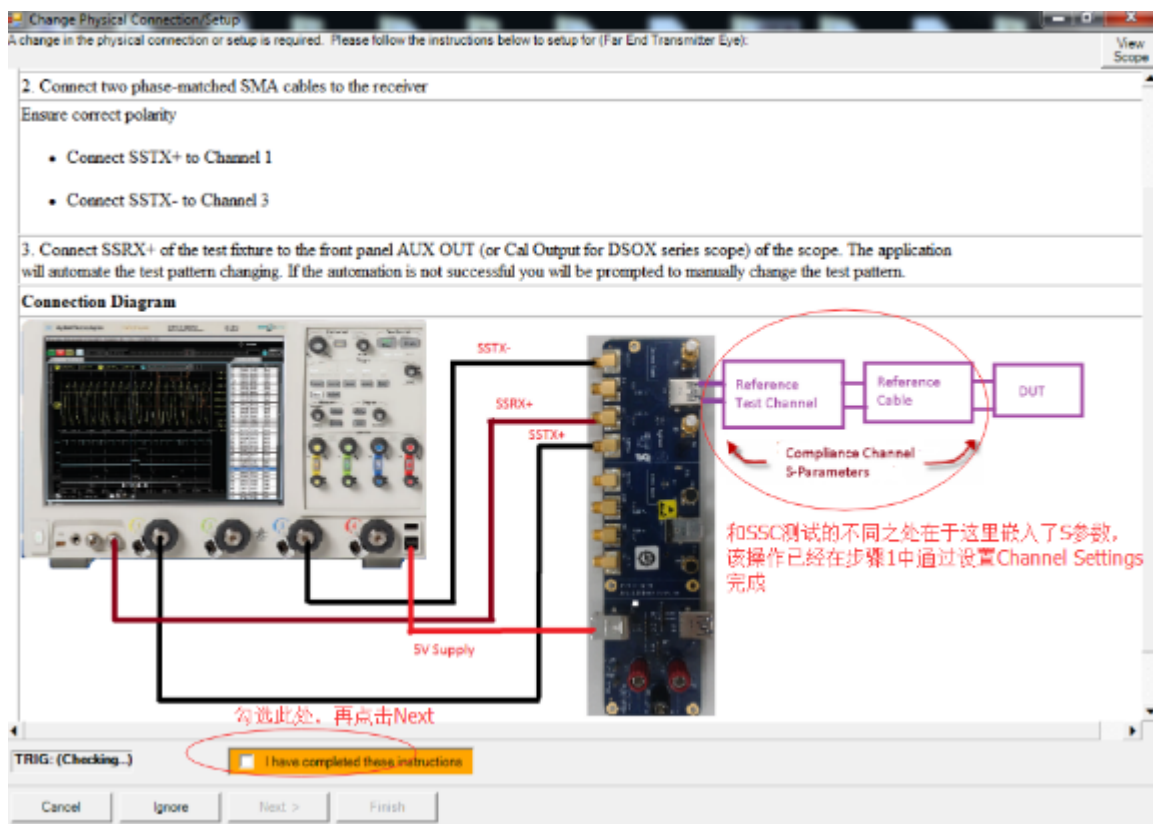 Change Physical Connection/Setup
A change in the physical connection or setup is required. Please follow the instructions below to setup for (Far End Transmitter Eye):
View
Scope
2. Connect two phase-matched SMA cables to the receiver
Ensure correct polarity
• Connect SSTX+ to Channel 1
• Connect SSTX- to Channel 3
3. Connect SSRX+ of the test fixture to the front panel AUX OUT (or Cal Output for DSOX series scope) of the scope. The application
will automate the test pattern changing. If the automation is not successful you will be prompted to manually change the test pattern.
Connection Diagram
SSTX-
SSRX+
SSTX+
Reference
Test Channel
Reference
Cable
DUT
Compliance Channel
S-Parameters
和SSC测试的不同之处在于这里嵌入了S参数，
该操作已经在步骤1中通过设置Channel Settings
完成
5V Supply
勾选此处，再点击Next
TRIG: (Checking...)
I have completed these instructions
Cancel
Ignore
Next >
Finish